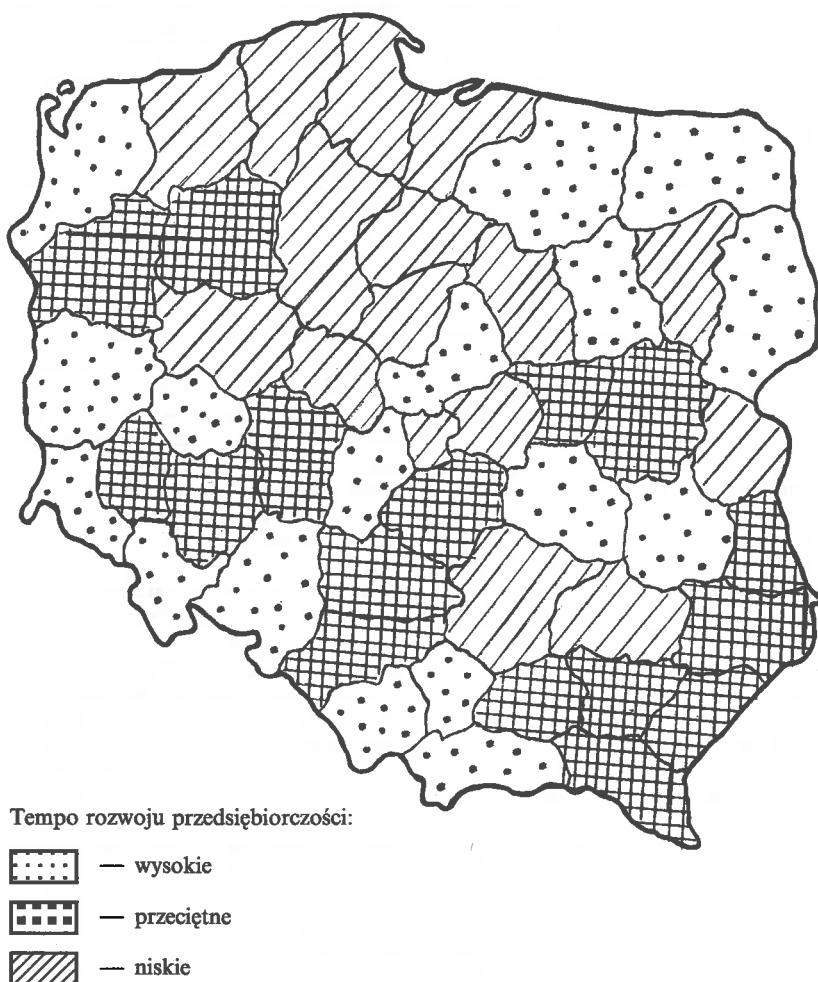 Tempo rozwoju przedsiębiorczości:
— wysokie
— przeciętne
— niskie